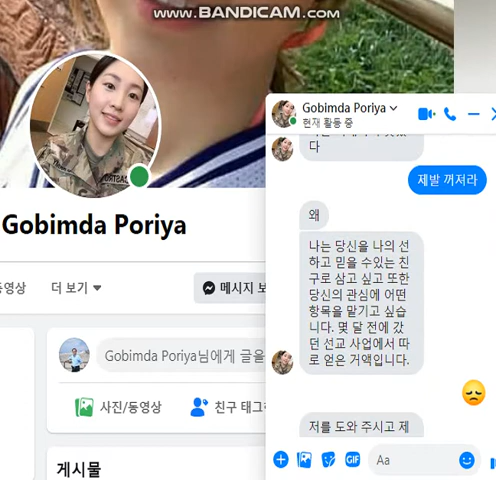 www.BANDICAM.com
Gobimda Poriya
현재 활동 중
다
제발 꺼저라
왜
나는 당신을 나의 선
하고 믿을 수있는 친
구로 삼고 싶고 또한
당신의 관심에 어떤
항목을 맡기고 싶습
니다. 몇 달 전에 갔
던 선교 사업에서 따
로 얻은 거액입니다.
저를 도와 주시고 제
GIF
Aa
Gobimda Poriya
동영상
더 보기
메시지 보
Gobimda Poriya님에게 글을
사진/동영상
친구 태그
게시물